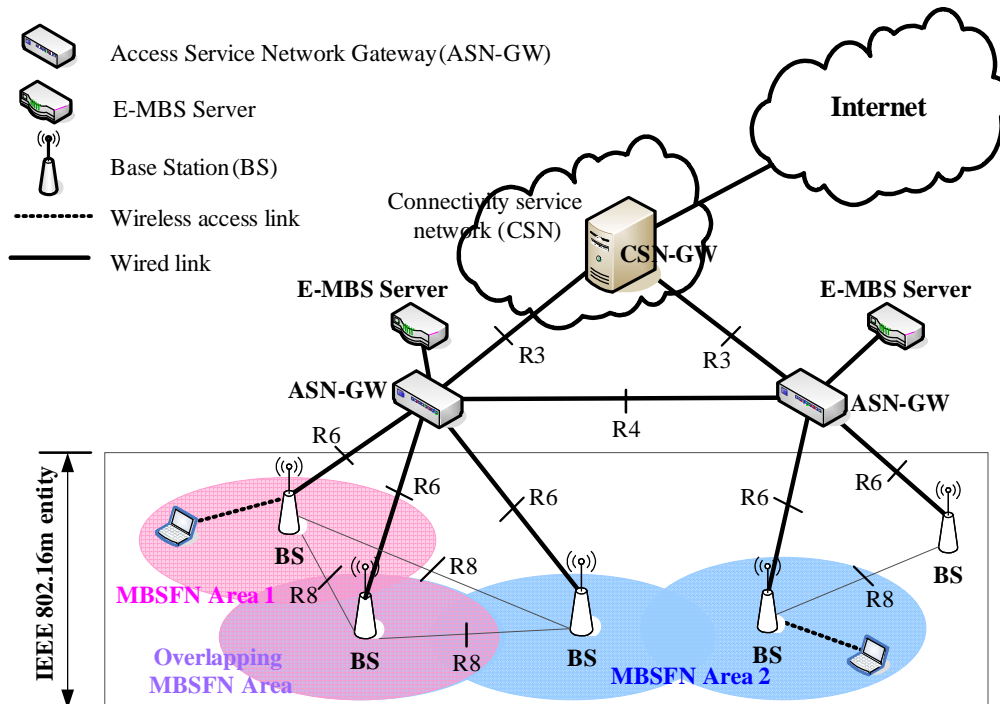 Access Service Network Gateway(ASN-GW)
E-MBS Server
Base Station(BS)
Wireless access link
Wired link
Internet
Connectivity service
network (CSN)
CSN-GW
E-MBS Server
E-MBS Server
R3
R3
ASN-GW
ASN-GW
R4
R6
R6
R6
R6
R6
IEEE 802.16m entity
BS
BS
BS
BS
BS
R8
R8
R8
R8
MBSFN Area 1
Overlapping
MBSFN Area
MBSFN Area 2